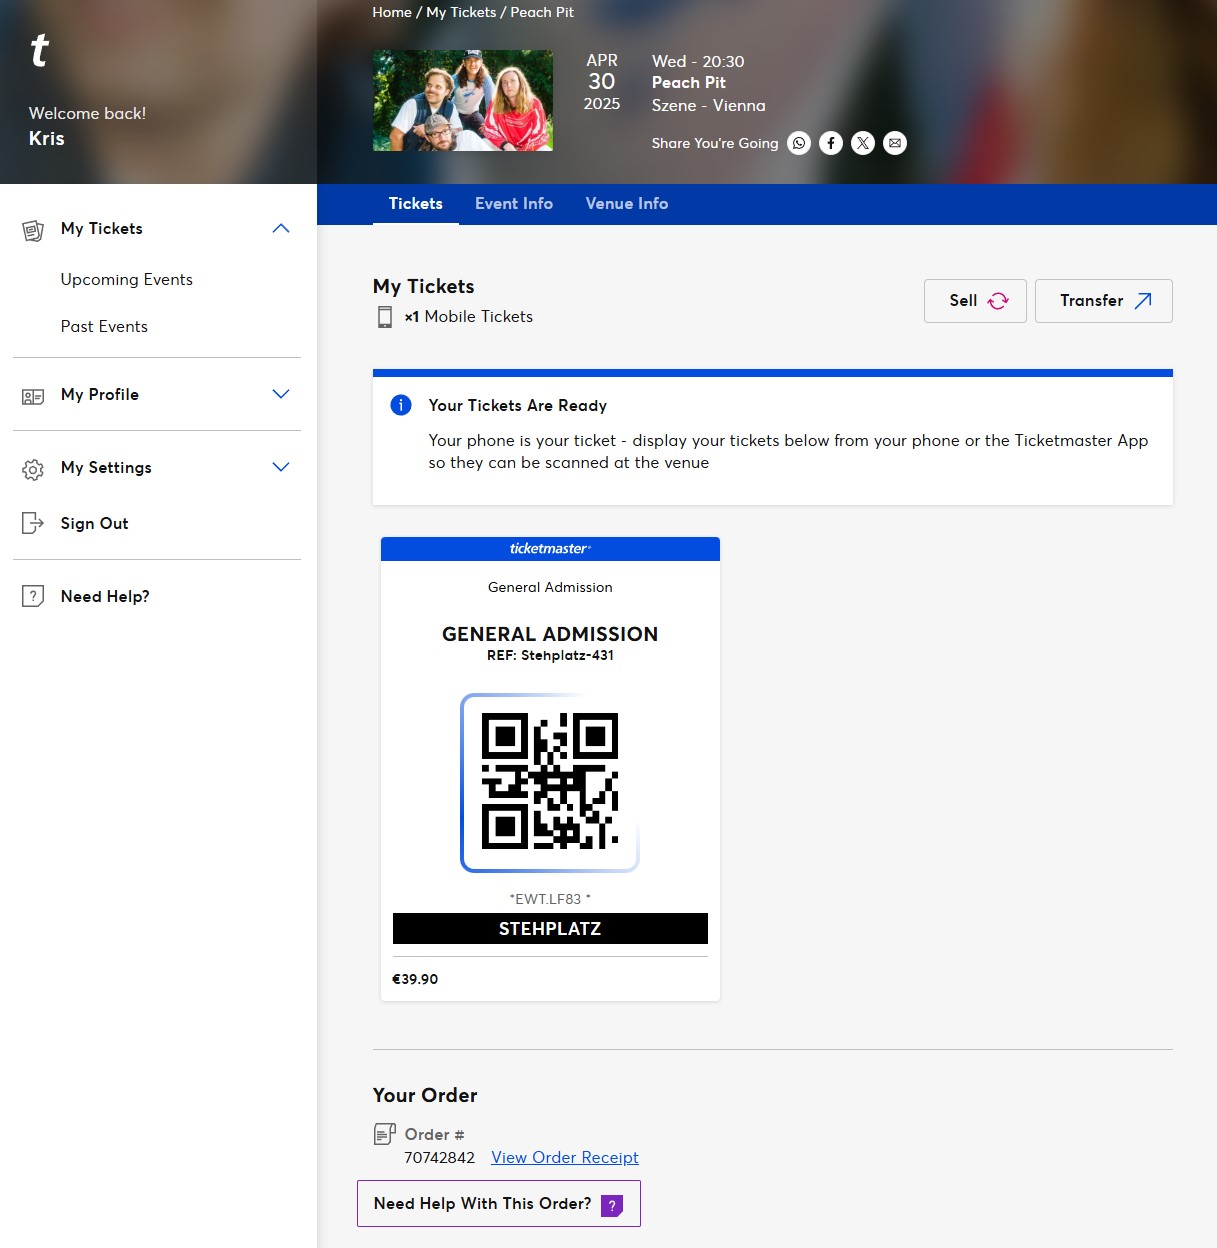 Home / My Tickets / Peach Pit
t
Welcome back!
Kris
APR
30
2025
Wed - 20:30
Peach Pit
Szene - Vienna
Share You're Going
Tickets
Event Info
Venue Info
My Tickets
Upcoming Events
Past Events
My Profile
My Settings
Sign Out
Need Help?
My Tickets
×1 Mobile Tickets
Sell
Transfer
Your Tickets Are Ready
Your phone is your ticket - display your tickets below from your phone or the Ticketmaster App
so they can be scanned at the venue
ticketmaster®
General Admission
GENERAL ADMISSION
REF: Stehplatz-431
*EWT.LF83 *
STEHPLATZ
€39.90
Your Order
Order #
70742842 View Order Receipt
Need Help With This Order?